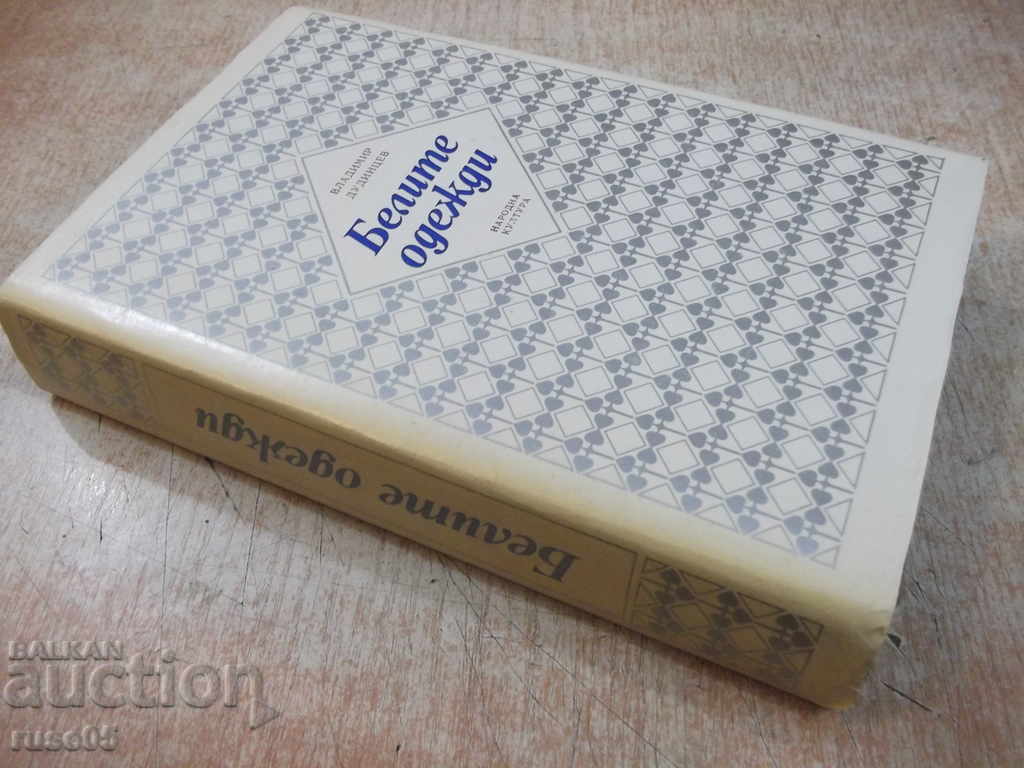 ВЛАДИМИР
ДУДИНЦЕВ
Белите
одежди
НАРОДНА
КУЛТУРА
Белите одежди
BALKAN
auction
ruse05